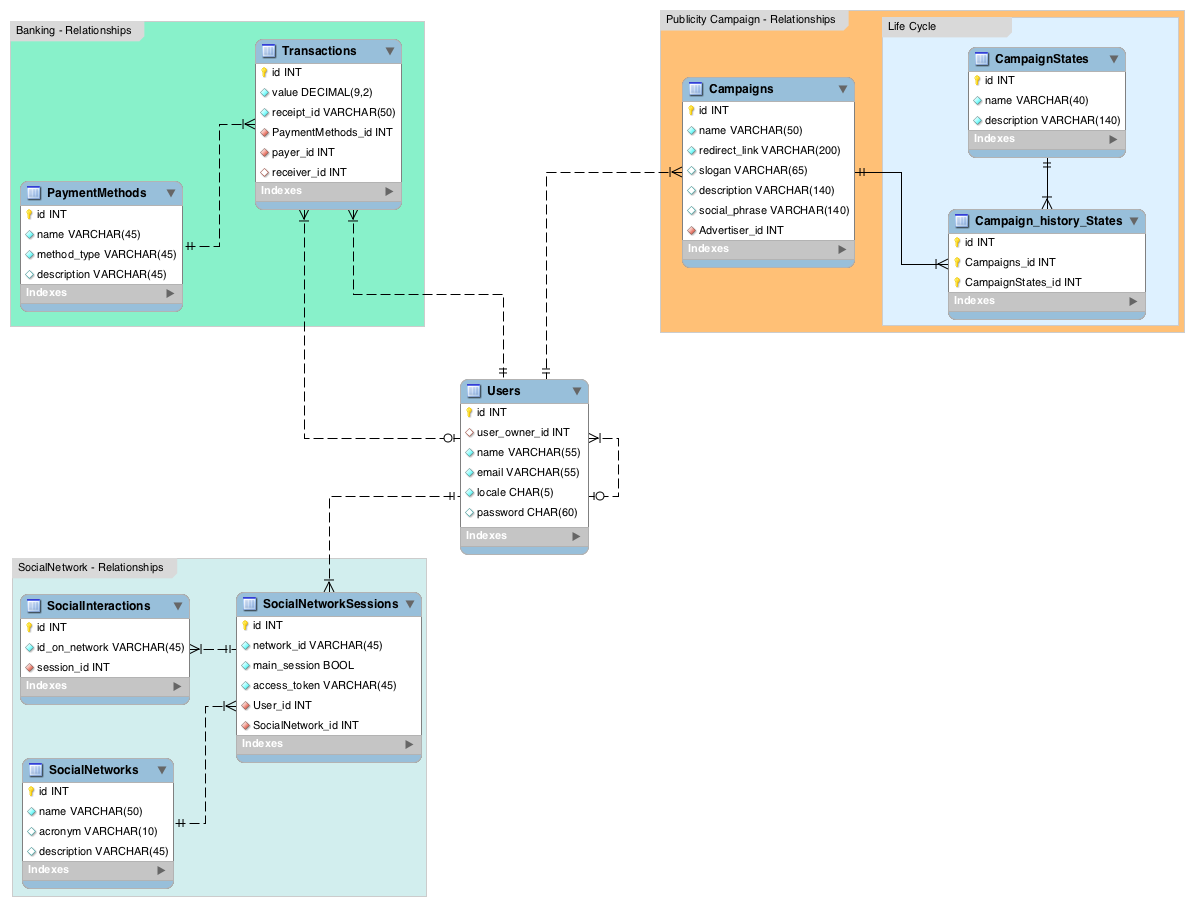 Banking - Relationships
Transactions
id INT
value DECIMAL(9,2)
receipt_id VARCHAR(50)
PaymentMethods_id INT
payer_id INT
receiver_id INT
Indexes
PaymentMethods
id INT
name VARCHAR(45)
method_type VARCHAR(45)
description VARCHAR(45)
Indexes
Publicity Campaign - Relationships
Campaigns
id INT
name VARCHAR(50)
redirect_link VARCHAR(200)
slogan VARCHAR(65)
description VARCHAR(140)
social_phrase VARCHAR(140)
Advertiser_id INT
Indexes
Life Cycle
CampaignStates
id INT
name VARCHAR(40)
description VARCHAR(140)
Indexes
Campaign_history_States
id INT
Campaigns_id INT
CampaignStates_id INT
Indexes
Users
id INT
user_owner_id INT
name VARCHAR(55)
email VARCHAR(55)
locale CHAR(5)
password CHAR(60)
Indexes
SocialNetwork - Relationships
SocialInteractions
id INT
id_on_network VARCHAR(45)
session_id INT
Indexes
SocialNetworkSessions
id INT
network_id VARCHAR(45)
main_session BOOL
access_token VARCHAR(45)
User_id INT
SocialNetwork_id INT
Indexes
SocialNetworks
id INT
name VARCHAR(50)
acronym VARCHAR(10)
description VARCHAR(45)
Indexes